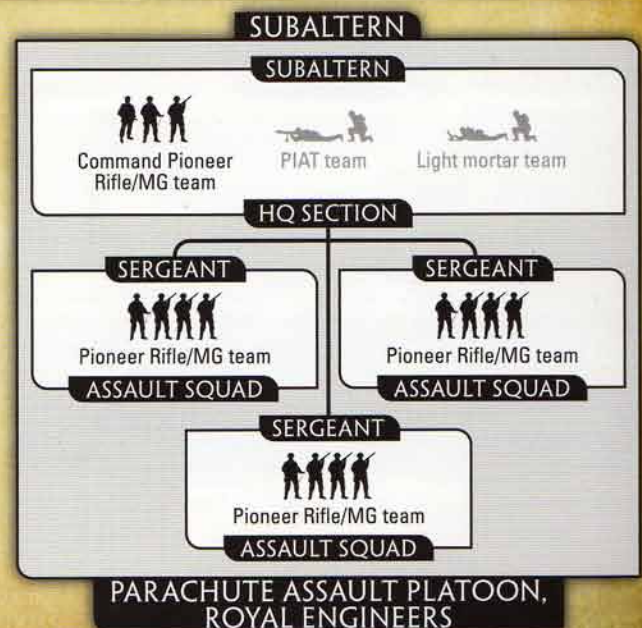 SUBALTERN
SUBALTERN
Command Pioneer
Rifle/MG team
PIAT team
Light mortar team
HQ SECTION
SERGEANT
Pioneer Rifle/MG team
ASSAULT SQUAD
SERGEANT
Pioneer Rifle/MG team
ASSAULT SQUAD
SERGEANT
Pioneer Rifle/MG team
ASSAULT SQUAD
PARACHUTE ASSAULT PLATOON,
ROYAL ENGINEERS